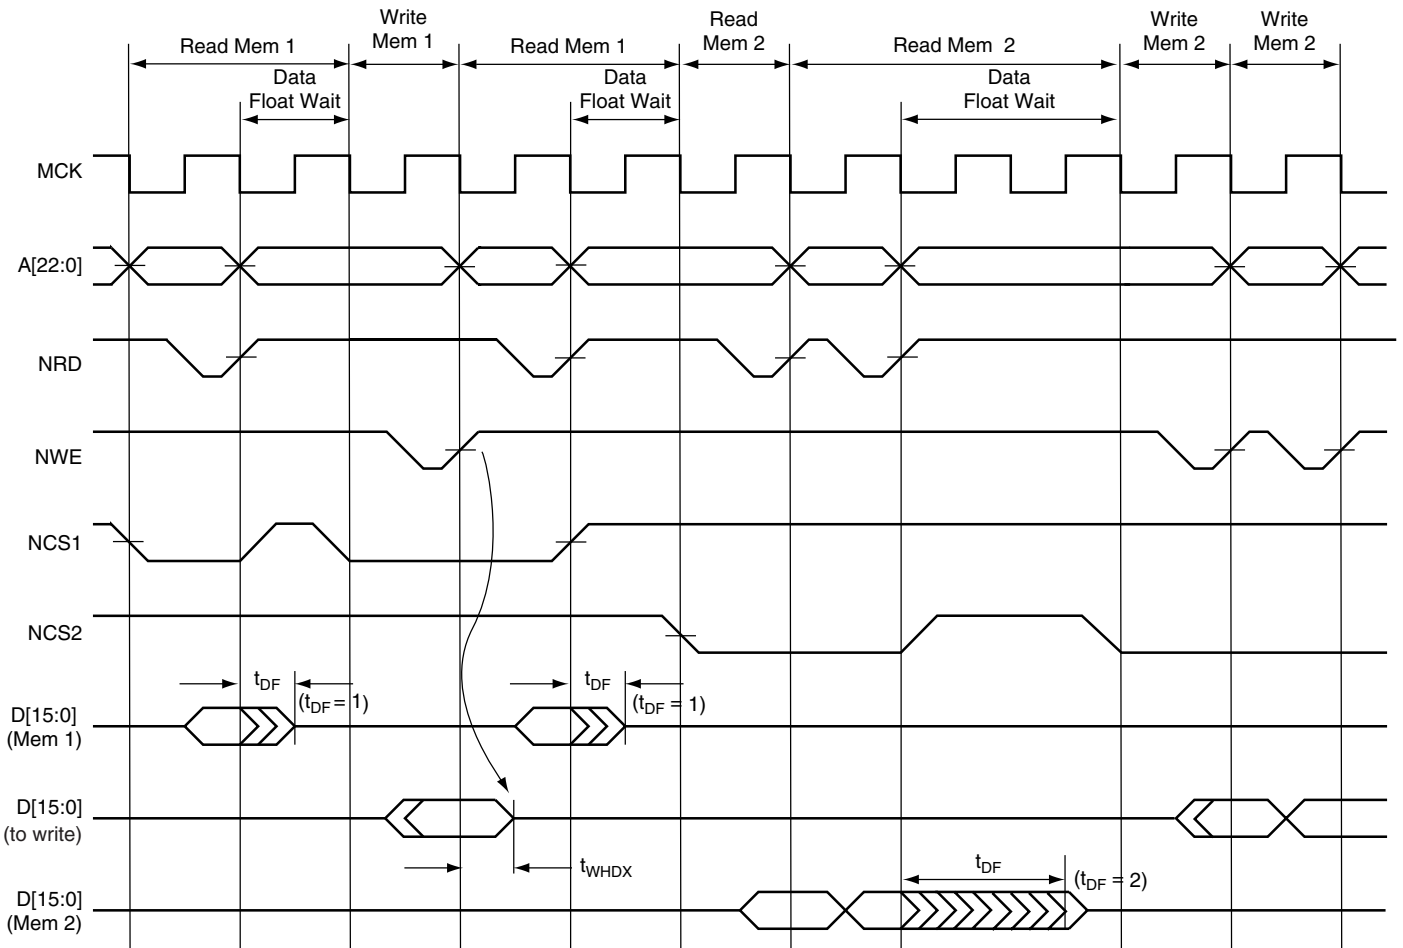 Read Mem 1
Write
Mem 1
Read Mem 1
Read
Mem 2
Read Mem 2
Write
Mem 2
Write
Mem 2
Data
Float Wait
Data
Float Wait
Data
Float Wait
MCK
A[22:0]
NRD
NWE
NCS1
NCS2
tDF
(tDF = 1)
tDF
(tDF = 1)
D[15:0]
(Mem 1)
D[15:0]
(to write)
tWHDX
tDF
(tDF = 2)
D[15:0]
(Mem 2)